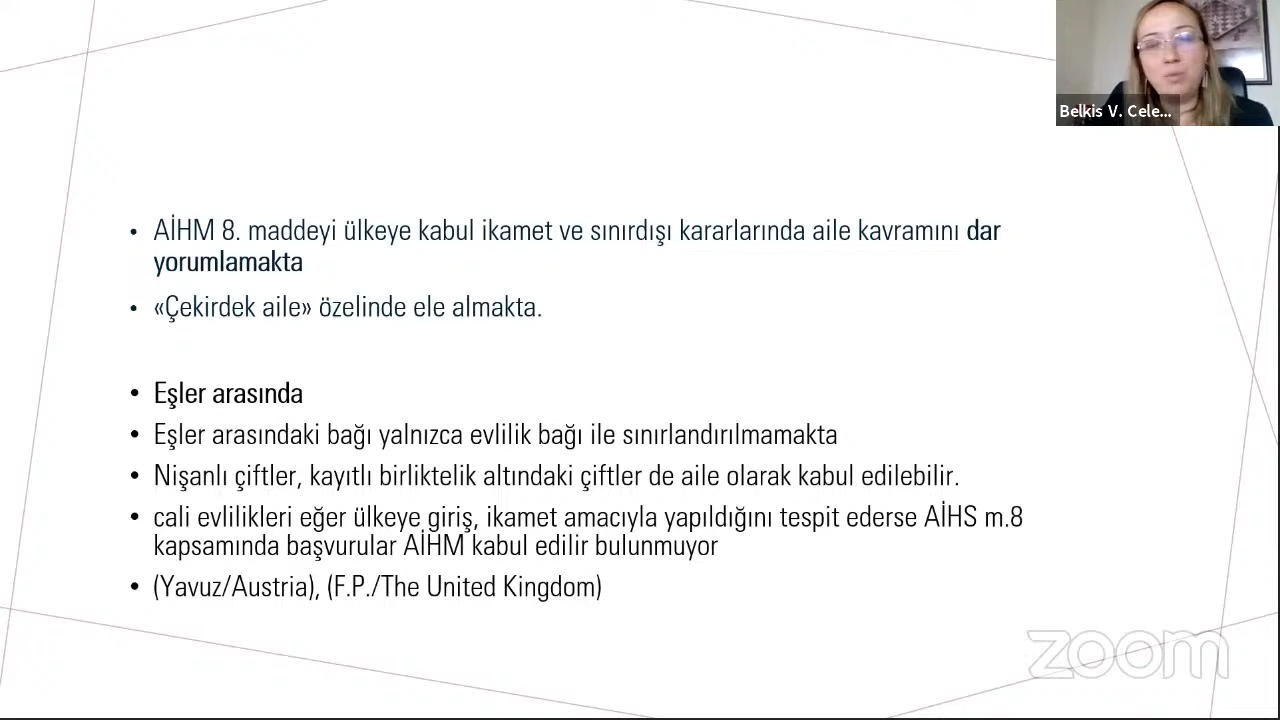 Belkis V. Cele...
• AİHM 8. maddeyi ülkeye kabul ikamet ve sınırdışı kararlarında aile kavramını dar
yorumlamakta
• «Çekirdek aile» özelinde ele almakta.
• Eşler arasında
• Eşler arasındaki bağı yalnızca evlilik bağı ile sınırlandırılmamakta
• Nişanlı çiftler, kayıtlı birliktelik altındaki çiftler de aile olarak kabul edilebilir.
• cali evlilikleri eğer ülkeye giriş, ikamet amacıyla yapıldığını tespit ederse AİHS m.8
kapsamında başvurular AİHM kabul edilir bulunmuyor
• (Yavuz/Austria), (F.P./The United Kingdom)
zoom